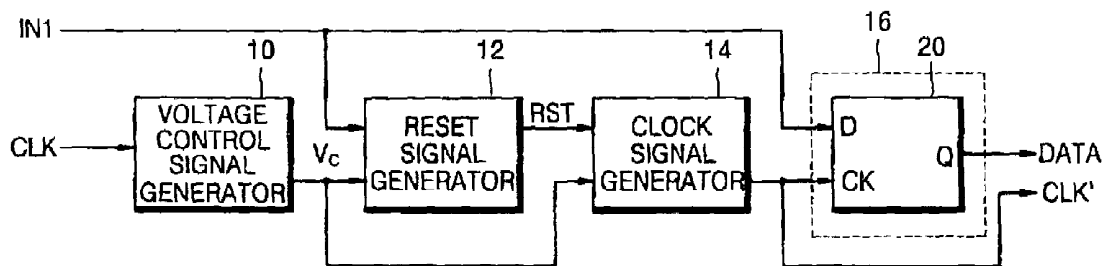 IN1
10
12
14
16
20
VOLTAGE
CONTROL
SIGNAL
GENERATOR
RESET
SIGNAL
GENERATOR
CLOCK
SIGNAL
GENERATOR
CLK
Vc
RST
D
Q
CK
DATA
CLK'